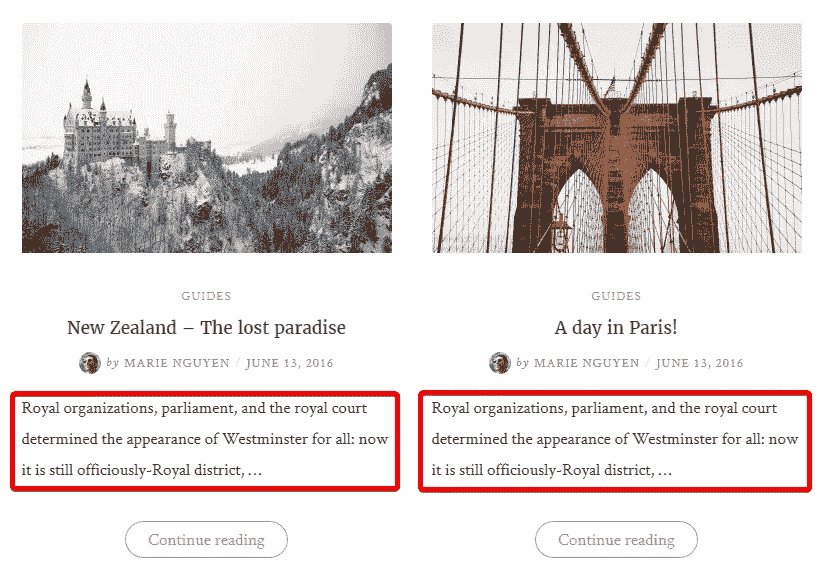 GUIDES
New Zealand – The lost paradise
by MARIE NGUYEN / JUNE 13, 2016
Royal organizations, parliament, and the royal court
determined the appearance of Westminster for all: now
it is still officiously-Royal district, …
Continue reading
GUIDES
A day in Paris!
by MARIE NGUYEN / JUNE 13, 2016
Royal organizations, parliament, and the royal court
determined the appearance of Westminster for all: now
it is still officiously-Royal district, …
Continue reading